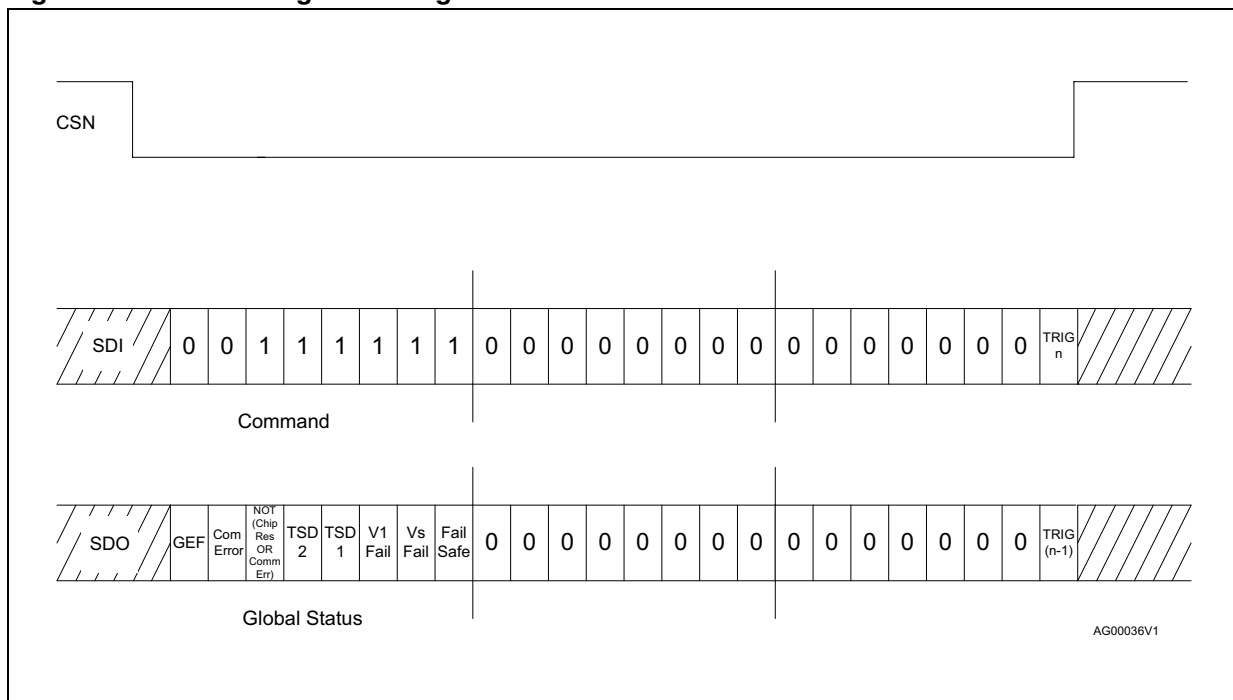 CSN
SDI 0 0 1 1 1 1 1 1 0 0 0 0 0 0 0 0 0 0 0 0 0 0 0 TRIG n
Command
SDO GEF Com Error NOT (Chip Res OR Comm Err) TSD 2 TSD 1 V1 Fail Vs Fail Fail Safe 0 0 0 0 0 0 0 0 0 0 0 0 0 0 0 TRIG (n-1)
Global Status
AG00036V1